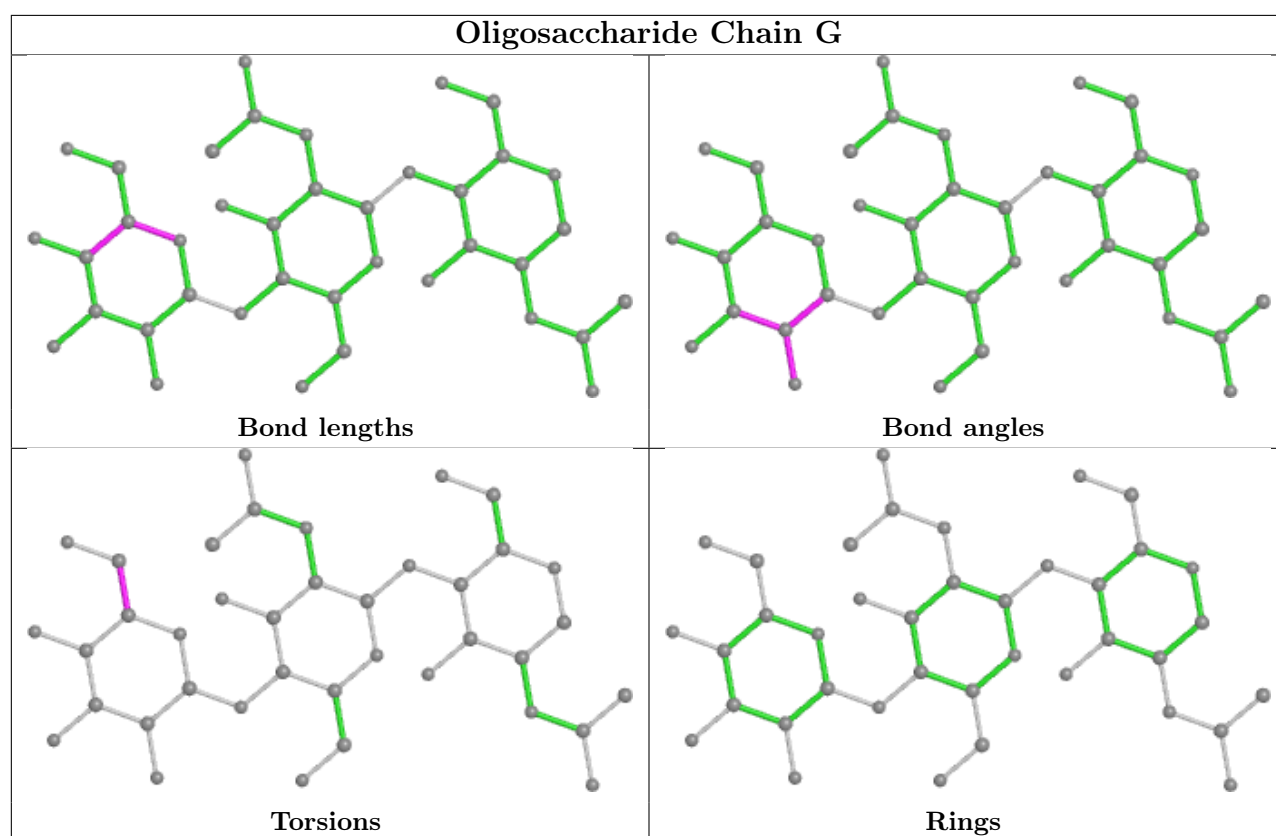 Oligosaccharide Chain G
Bond lengths
Bond angles
Torsions
Rings